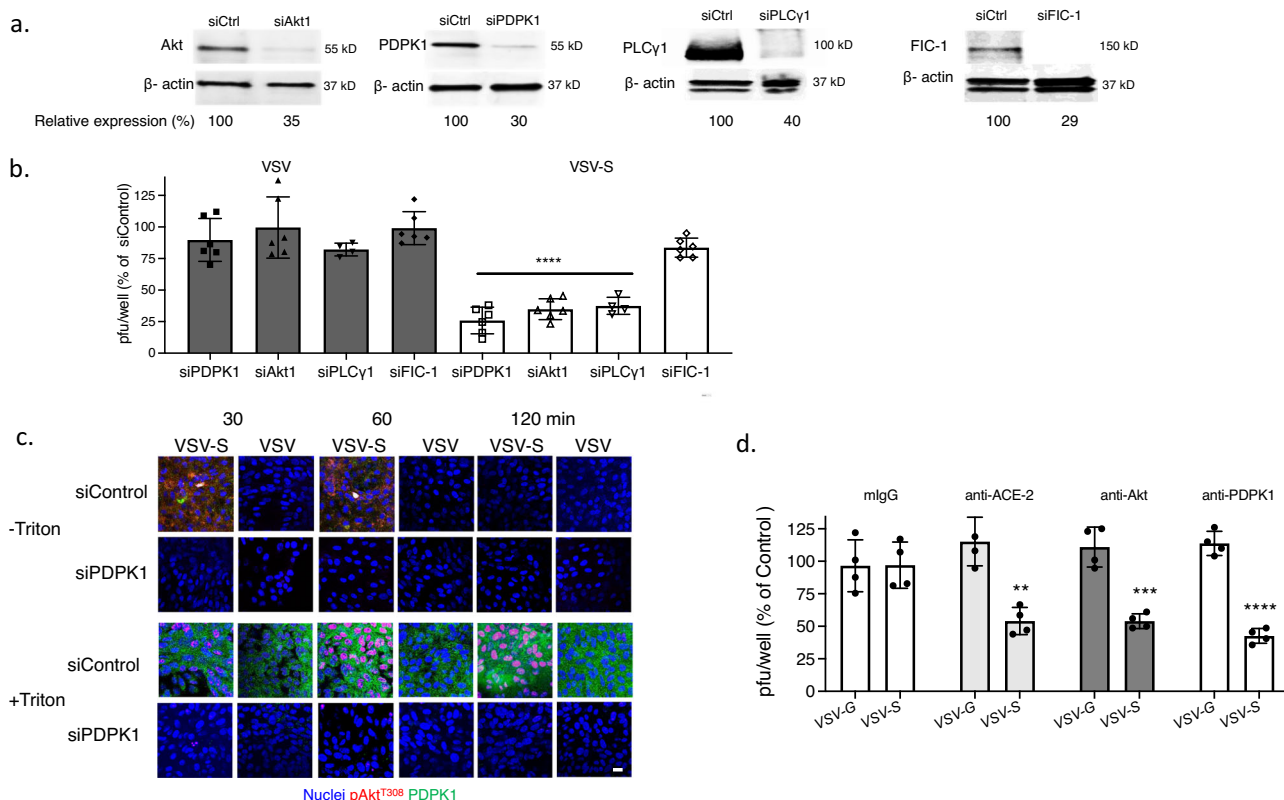 a.
siCtrl siAkt1
Akt 55 kD
β- actin 37 kD
Relative expression (%) 100 35
siCtrl siPDPK1
PDPK1 55 kD
β- actin 37 kD
100 30
siCtrl siPLCγ1
PLCγ1 100 kD
β- actin 37 kD
100 40
siCtrl siFIC-1
FIC-1 150 kD
β- actin 37 kD
100 29
b.
VSV VSV-S
pfu/well (% of siControl)
125
100
75
50
25
0
****
siPDPK1 siAkt1 siPLCγ1 siFIC-1 siPDPK1 siAkt1 siPLCγ1 siFIC-1
c.
30 60 120 min
VSV-S VSV VSV-S VSV VSV-S VSV
siControl
-Triton
siPDPK1
siControl
+Triton
siPDPK1
Nuclei pAktT308 PDPK1
d.
mIgG anti-ACE-2 anti-Akt anti-PDPK1
pfu/well (% of Control )
125
100
75
50
25
0
** *** ****
VSV-G VSV-S VSV-G VSV-S VSV-G VSV-S VSV-G VSV-S